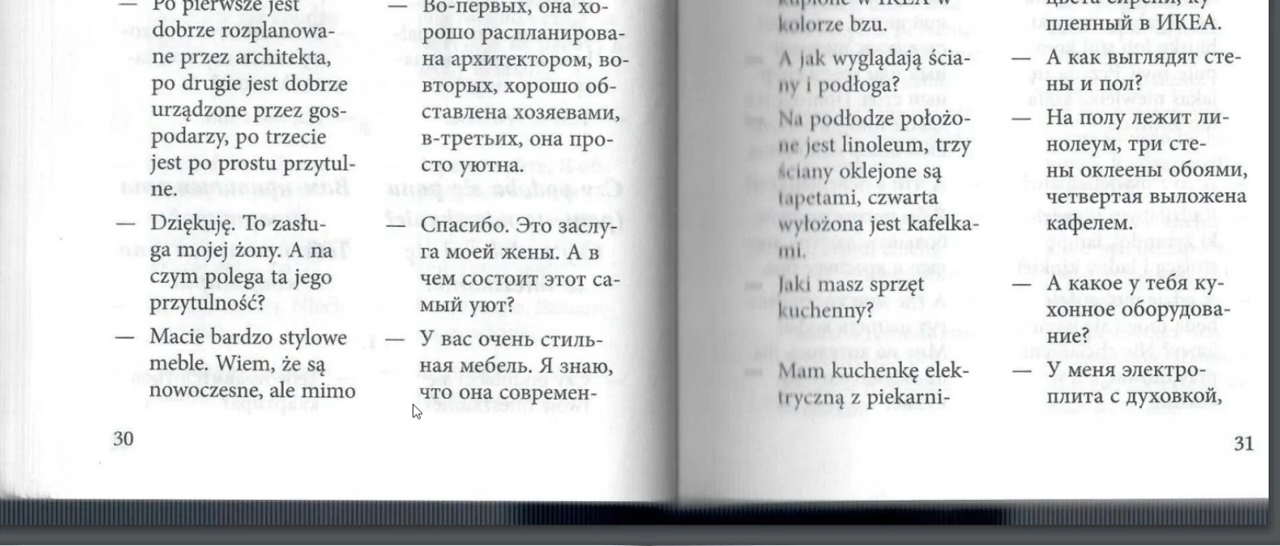 — Po pierwsze jest
dobrze rozplanowa-
ne przez architekta,
po drugie jest dobrze
urządzone przez gos-
podarzy, po trzecie
jest po prostu przytul-
ne.
— Dziękuję. To zasłu-
ga mojej żony. A na
czym polega ta jego
przytulność?
— Macie bardzo stylowe
meble. Wiem, że są
nowoczesne, ale mimo
— Во-первых, она хо-
рошо распланирова-
на архитектором, во-
вторых, хорошо об-
ставлена хозяевами,
в-третьих, она про-
сто уютна.
— Спасибо. Это заслу-
га моей жены. А в
чем состоит этот са-
мый уют?
— У вас очень стиль-
ная мебель. Я знаю,
что она современ-
30
kupione w IKEA w
kolorze bzu.
— A jak wyglądają ścia-
ny i podłoga?
— Na podłodze położo-
ne jest linoleum, trzy
ściany oklejone są
tapetami, czwarta
wyłożona jest kafelka-
mi.
— Jaki masz sprzęt
kuchenny?
— Mam kuchenkę elek-
tryczną z piekarni-
цвета сирени, ку-
пленный в ИКЕА.
— А как выглядят сте-
ны и пол?
— На полу лежит ли-
нолеум, три сте-
ны оклеены обоями,
четвертая выложена
кафелем.
— А какое у тебя ку-
хонное оборудова-
ние?
— У меня электро-
плита с духовкой,
31